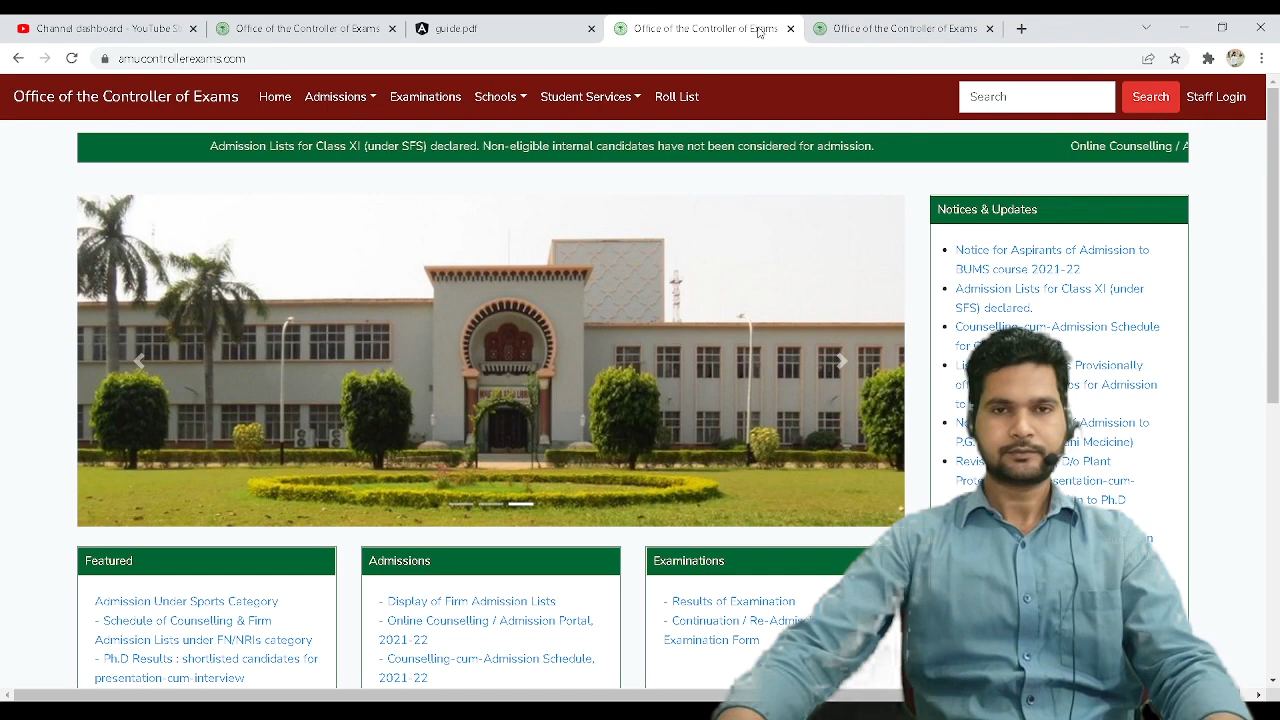 Channel dashboard - YouTube St
Office of the Controller of Exams
guide.pdf
Office of the Controller of Exams
Office of the Controller of Exams
amucontrollerexams.com
Office of the Controller of Exams Home Admissions Examinations Schools Student Services Roll List Search Search Staff Login
Admission Lists for Class XI (under SFS) declared. Non-eligible internal candidates have not been considered for admission. Online Counselling / A
Notices & Updates
Notice for Aspirants of Admission to
BUMS course 2021-22
Admission Lists for Class XI (under
SFS) declared.
Counselling-cum-Admission Schedule
for
Provisionally
for Admission
to
Admission to
P.G. Medicine)
D/o Plant
to Ph.D
Featured
Admission Under Sports Category
- Schedule of Counselling & Firm
Admission Lists under FN/NRIs category
- Ph.D Results : shortlisted candidates for
presentation-cum-interview
Admissions
- Display of Firm Admission Lists
- Online Counselling / Admission Portal,
2021-22
- Counselling-cum-Admission Schedule,
2021-22
Examinations
- Results of Examination
- Continuation / Re-Admis
Examination Form